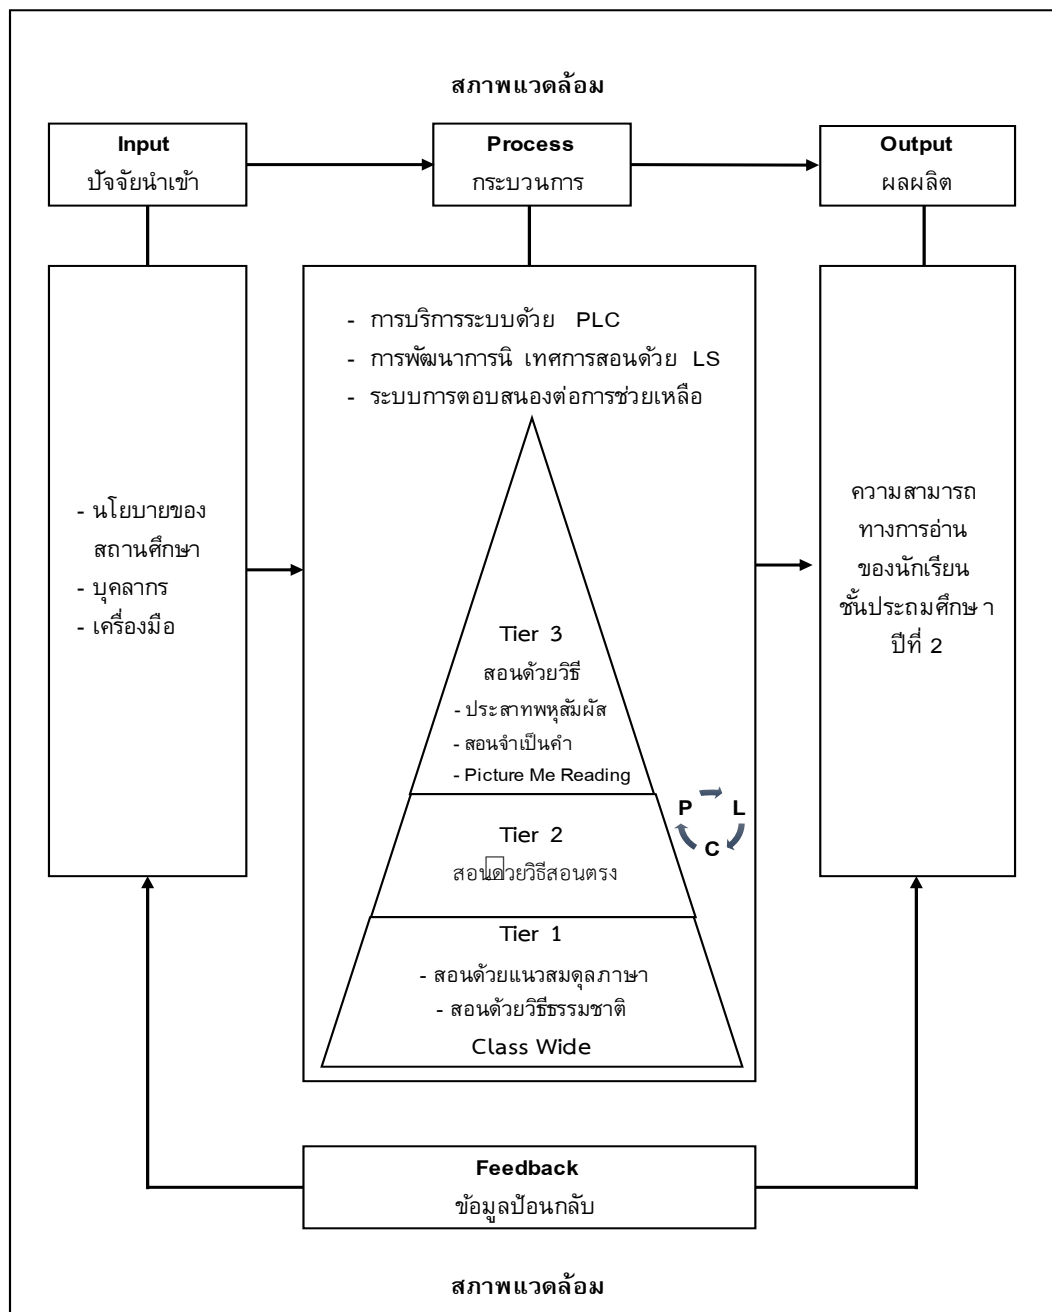 สภาพแวดล้อม
Input
ปัจจัยนำเข้า
Process
กระบวนการ
Output
ผลผลิต
- นโยบายของ
สถานศึกษา
- บุคลากร
- เครื่องมือ
- การบริการระบบด้วย PLC
- การพัฒนาการนิ เทศการสอนด้วย LS
- ระบบการตอบสนองต่อการช่วยเหลือ
Tier 3
สอนด้วยวิธี
- ประสาทพหุสัมผัส
- สอนจำเป็นคำ
- Picture Me Reading
Tier 2
สอนด้วยวิธีสอนตรง
Tier 1
- สอนด้วยแนวสมดุลภาษา
- สอนด้วยวิธีธรรมชาติ
Class Wide
P L
C
ความสามารถ
ทางการอ่าน
ของนักเรียน
ชั้นประถมศึกษ า
ปีที่ 2
Feedback
ข้อมูลป้อนกลับ
สภาพแวดล้อม